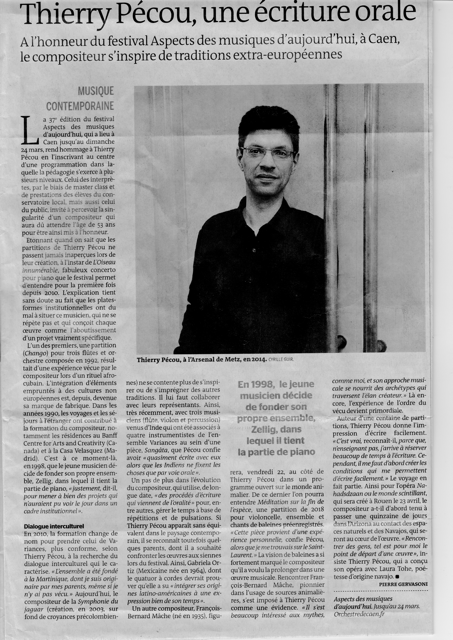 Thierry Pécou, une écriture orale
A l'honneur du festival Aspects des musiques d'aujourd'hui, à Caen,
le compositeur s'inspire de traditions extra-européennes
MUSIQUE
CONTEMPORAINE
La 37e édition du festival
Aspects des musiques
d'aujourd'hui, qui a lieu à
Caen jusqu'au dimanche
24 mars, rend hommage à Thierry
Pécou en l'inscrivant au centre
d'une programmation dans la-
quelle la pédagogie s'exerce à plu-
sieurs niveaux. Celui des interprè-
tes, par le biais de master class et
de prestations des élèves du con-
servatoire local, mais aussi celui
du public, invité à percevoir la sin-
gularité d'un compositeur qui
aura dû attendre l'âge de 53 ans
pour être ainsi mis à l'honneur.
Etonnant quand on sait que les
partitions de Thierry Pécou ne
passent jamais inaperçues lors de
leur création, à l'instar de L'Oiseau
innumérable, fabuleux concerto
pour piano que le festival permet
d'entendre pour la première fois
depuis 2010. L'explication tient
sans doute au fait que les plates-
formes institutionnelles ont du
mal à situer ce musicien, qui ne se
répète pas et qui conçoit chaque
œuvre comme l'aboutissement
d'un projet vraiment spécifique.
L'un des premiers, une parti-
tion (Chango) pour trois flûtes et or-
chestre composée en 1992, résul-
tait d'une expérience vécue par le
compositeur lors d'un rituel afro-
cubain. L'intégration d'éléments
empruntés à des cultures non
européennes est, depuis, devenue
sa marque de fabrique. Dans les
années 1990, les voyages et les sé-
jours à l'étranger ont contribué à
la formation du compositeur, no-
tamment les résidences au Banff
Centre for Arts and Creativity (Ca-
nada) et à la Casa Velazquez (Ma-
drid). C'est à ce moment-là,
en 1998, que le jeune musicien dé-
cide de fonder son propre ensem-
ble, Zellig, dans lequel il tient la
partie de piano, « justement, dit-il,
pour mener à bien des projets qui
n'auraient pu voir le jour dans un
cadre institutionnel ».
Dialogue interculturel
En 2010, la formation change de
nom pour prendre celui de Va-
riances, plus conforme, selon
Thierry Pécou, à la recherche du
dialogue interculturel qui le ca-
ractérise. « L'ensemble a été fondé
à la Martinique, dont je suis origi-
naire par mes parents, même si je
n'y ai pas vécu. » Aujourd'hui, le
compositeur de la Symphonie du
jaguar (création en 2003, sur
fond de croyances précolombien-
Thierry Pécou, à l'Arsenal de Metz, en 2014. CYRILLE GUIR
nes) ne se contente plus de s'inspi-
rer ou de s'imprégner des autres
traditions. Il lui faut collaborer
avec leurs représentants. Ainsi,
très récemment, avec trois musi-
ciens (flûte, violon et percussion)
venus d'Inde qui ont été associés à
quatre instrumentistes de l'en-
semble Variances au sein d'une
pièce, Sangâta, que Pécou confie
avoir « quasiment écrite avec eux
alors que les Indiens ne fixent les
choses que par voie orale ».
Un pas de plus dans l'évolution
du compositeur, qui utilise, de lon-
gue date, « des procédés d'écriture
qui viennent de l'oralité » pour, en-
tre autres, gérer le temps à base de
répétitions et de pulsations. Si
Thierry Pécou apparaît sans équi-
valent dans le paysage contempo-
rain, il se reconnaît toutefois quel-
ques parents, dont il a souhaité
confronter les œuvres aux siennes
lors du festival. Ainsi, Gabriela Or-
tiz (Mexicaine née en 1964), dont
le quatuor à cordes devrait prou-
ver qu'elle a su « intégrer ses origi-
nes latino-américaines à une ex-
pression bien de son temps ».
Un autre compositeur, François-
Bernard Mâche (né en 1935), figu-
En 1998, le jeune
musicien décide
de fonder son
propre ensemble,
Zellig, dans
lequel il tient
la partie de piano
rera, vendredi 22, au côté de
Thierry Pécou dans un pro-
gramme ouvert sur le monde ani-
malier. De ce dernier l'on pourra
entendre Méditation sur la fin de
l'espèce, une partition de 2018
pour violoncelle, ensemble et
chants de baleines préenregistrés.
« Cette pièce provient d'une expé-
rience personnelle, confie Pécou,
alors que je me trouvais sur le Saint-
Laurent. » La vision de baleines a si
fortement marqué le compositeur
qu'il a voulu la prolonger dans une
œuvre musicale. Rencontrer Fran-
çois-Bernard Mâche, pionnier
dans l'usage de sources animaliè-
res, s'est imposé à Thierry Pécou
comme une évidence. « Il s'est
beaucoup intéressé aux mythes,
comme moi, et son approche musi-
cale se nourrit des archétypes qui
traversent l'élan créateur. » Là en-
core, l'expérience de l'ordre du
vécu devient primordiale.
Auteur d'une centaine de parti-
tions, Thierry Pécou donne l'im-
pression d'écrire facilement.
« C'est vrai, reconnaît-il, parce que,
n'enseignant pas, j'arrive à réserver
beaucoup de temps à l'écriture. Ce-
pendant, il me faut d'abord créer les
conditions qui me permettent
d'écrire facilement. » Le voyage en
fait partie. Ainsi pour l'opéra Na-
hasdzáán ou le monde scintillant,
qui sera créé à Rouen le 23 avril, le
compositeur a-t-il d'abord tenu à
passer une quinzaine de jours
dans l'Arizona au contact des espa-
ces naturels et des Navajos, qui se-
ront au cœur de l'œuvre. « Rencon-
trer des gens, tel est pour moi le
point de départ d'une œuvre », in-
siste Thierry Pécou, qui a conçu
son opéra avec Laura Tohe, poé-
tesse d'origine navajo. ■
PIERRE GERVASONI
Aspects des musiques
d'aujourd'hui. Jusqu'au 24 mars.
Orchestredecaen.fr